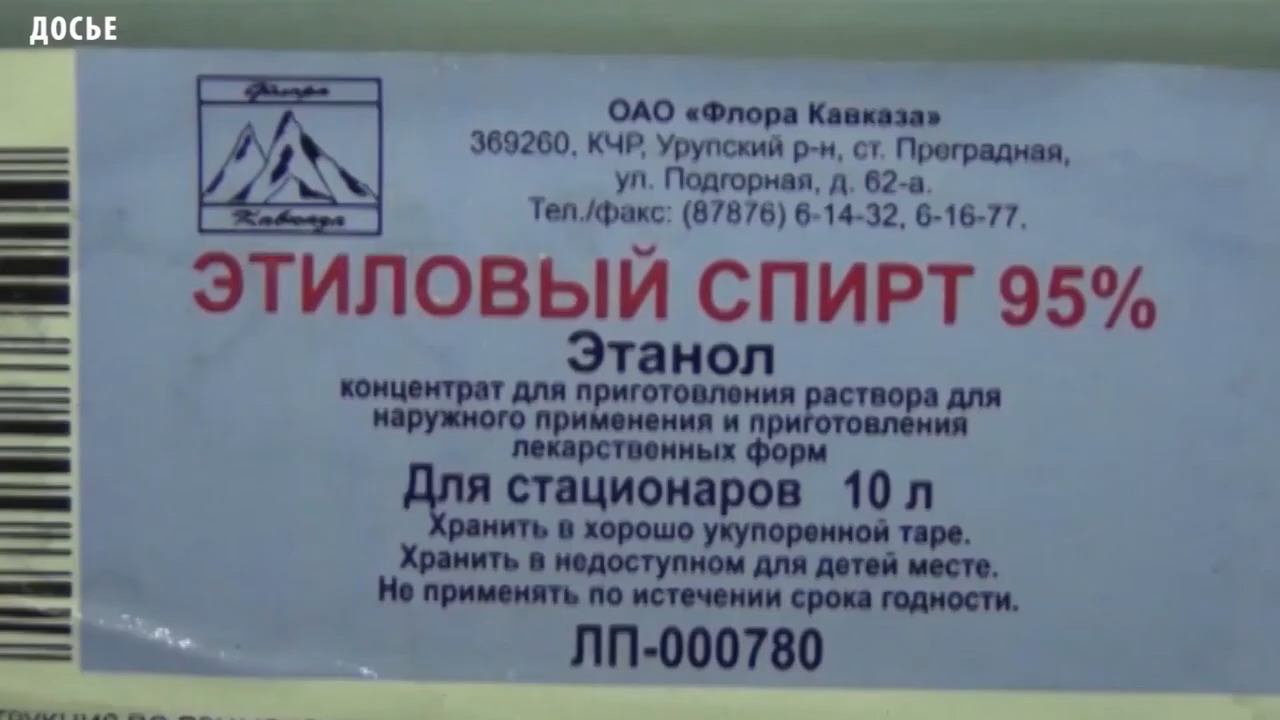 ДОСЬЕ
Флора
Кавказа
ОАО «Флора Кавказа»
369260, КЧР, Урупский р-н, ст. Преградная,
ул. Подгорная, д. 62-а.
Тел./факс: (87876) 6-14-32, 6-16-77.
ЭТИЛОВЫЙ СПИРТ 95%
Этанол
концентрат для приготовления раствора для
наружного применения и приготовления
лекарственных форм
Для стационаров 10 л
Хранить в хорошо укупоренной таре.
Хранить в недоступном для детей месте.
Не применять по истечении срока годности.
ЛП-000780